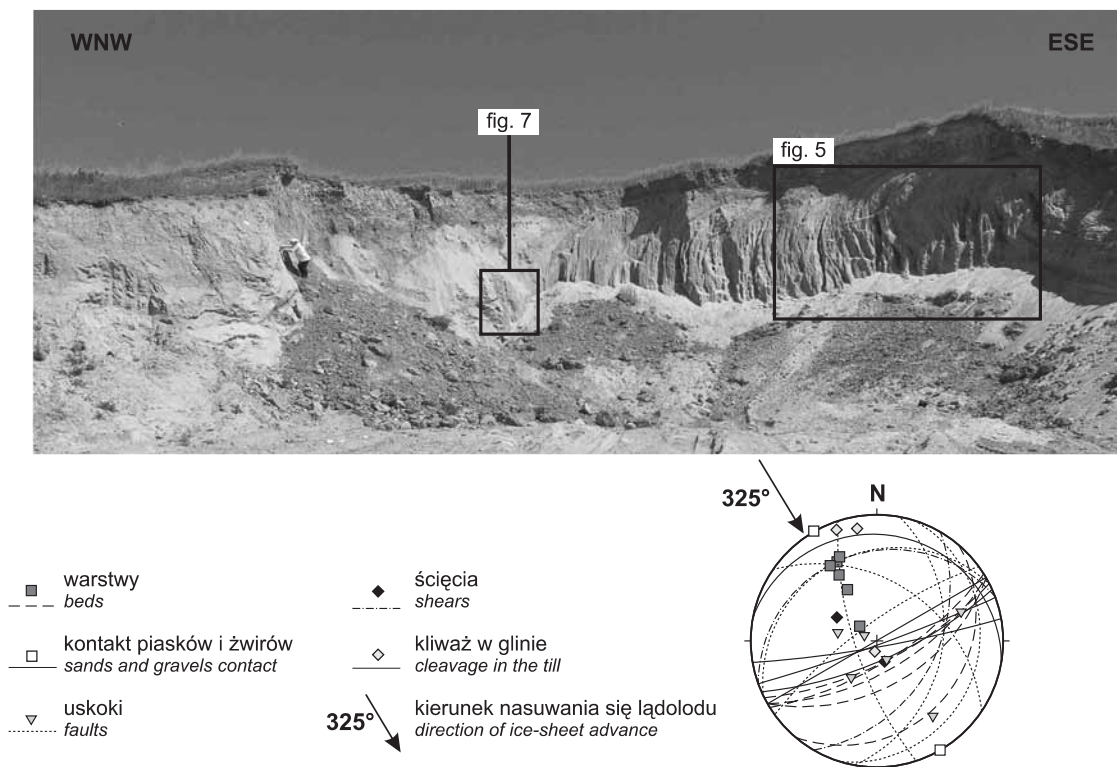 WNW
ESE
fig. 7
fig. 5
325°
N
warstwy
beds
kontakt piasków i żwirów
sands and gravels contact
uskoki
faults
ścięcia
shears
kliważ w glinie
cleavage in the till
325°
kierunek nasuwania się lądolodu
direction of ice-sheet advance